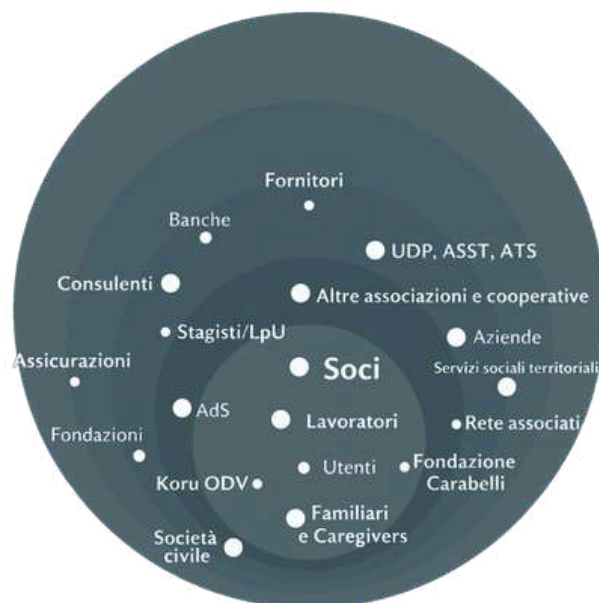 Fornitori
Banche
UDP, ASST, ATS
Consulenti
Altre associazioni e cooperative
Stagisti/LpU
Aziende
Assicurazioni
Servizi sociali territoriali
Soci
AdS
Lavoratori
Rete associati
Fondazioni
Utenti
Fondazione
Carabelli
Koru ODV
Familiari
e Caregivers
Società
civile